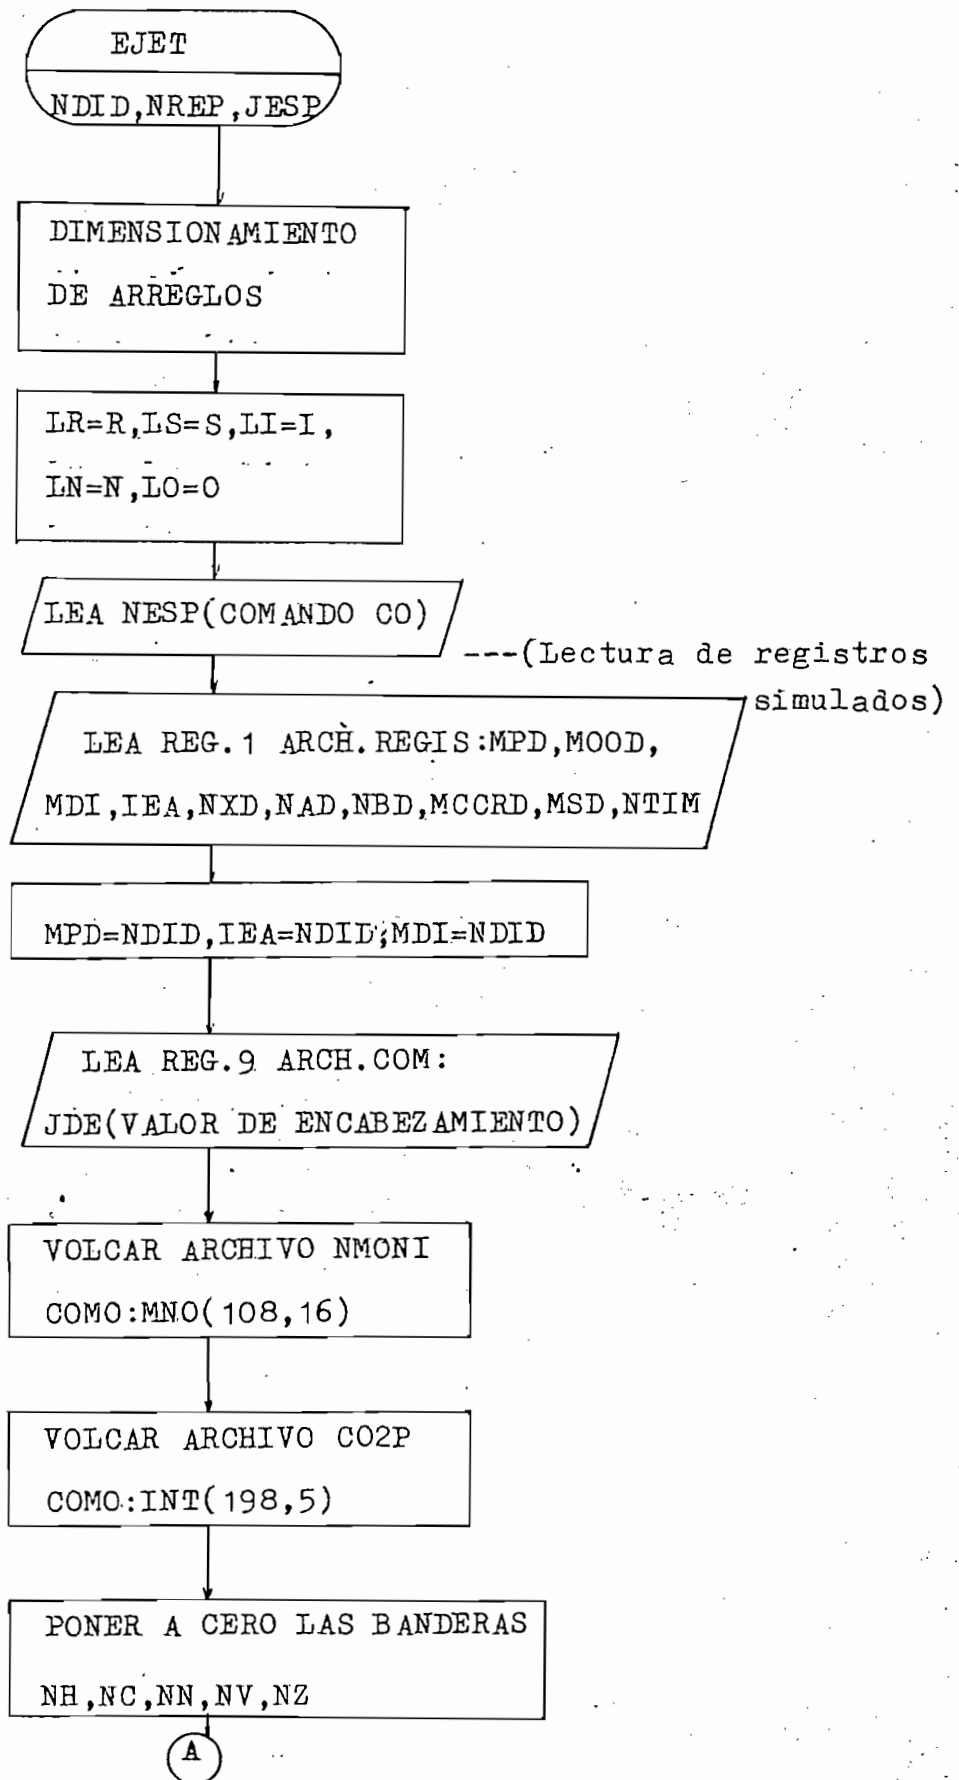 EJET
NDID,NREP,JESP
DIMENSIONAMIENTO
DE ARREGLOS
LR=R,LS=S,LI=I,
LN=N,LO=O
LEA NESP(COMANDO CO)
---(Lectura de registros
simulados)
LEA REG.1 ARCH.REGIS:MPD,MOOD,
MDI,IEA,NXD,NAD,NBD,MCCRD,MSD,NTIM
MPD=NDID,IEA=NDID;MDI=NDID
LEA REG.9 ARCH.COM:
JDE(VALOR DE ENCABEZAMIENTO)
VOLCAR ARCHIVO NMONI
COMO:MNO(108,16)
VOLCAR ARCHIVO CO2P
COMO:INT(198,5)
PONER A CERO LAS BANDERAS
NH,NC,NN,NV,NZ
A